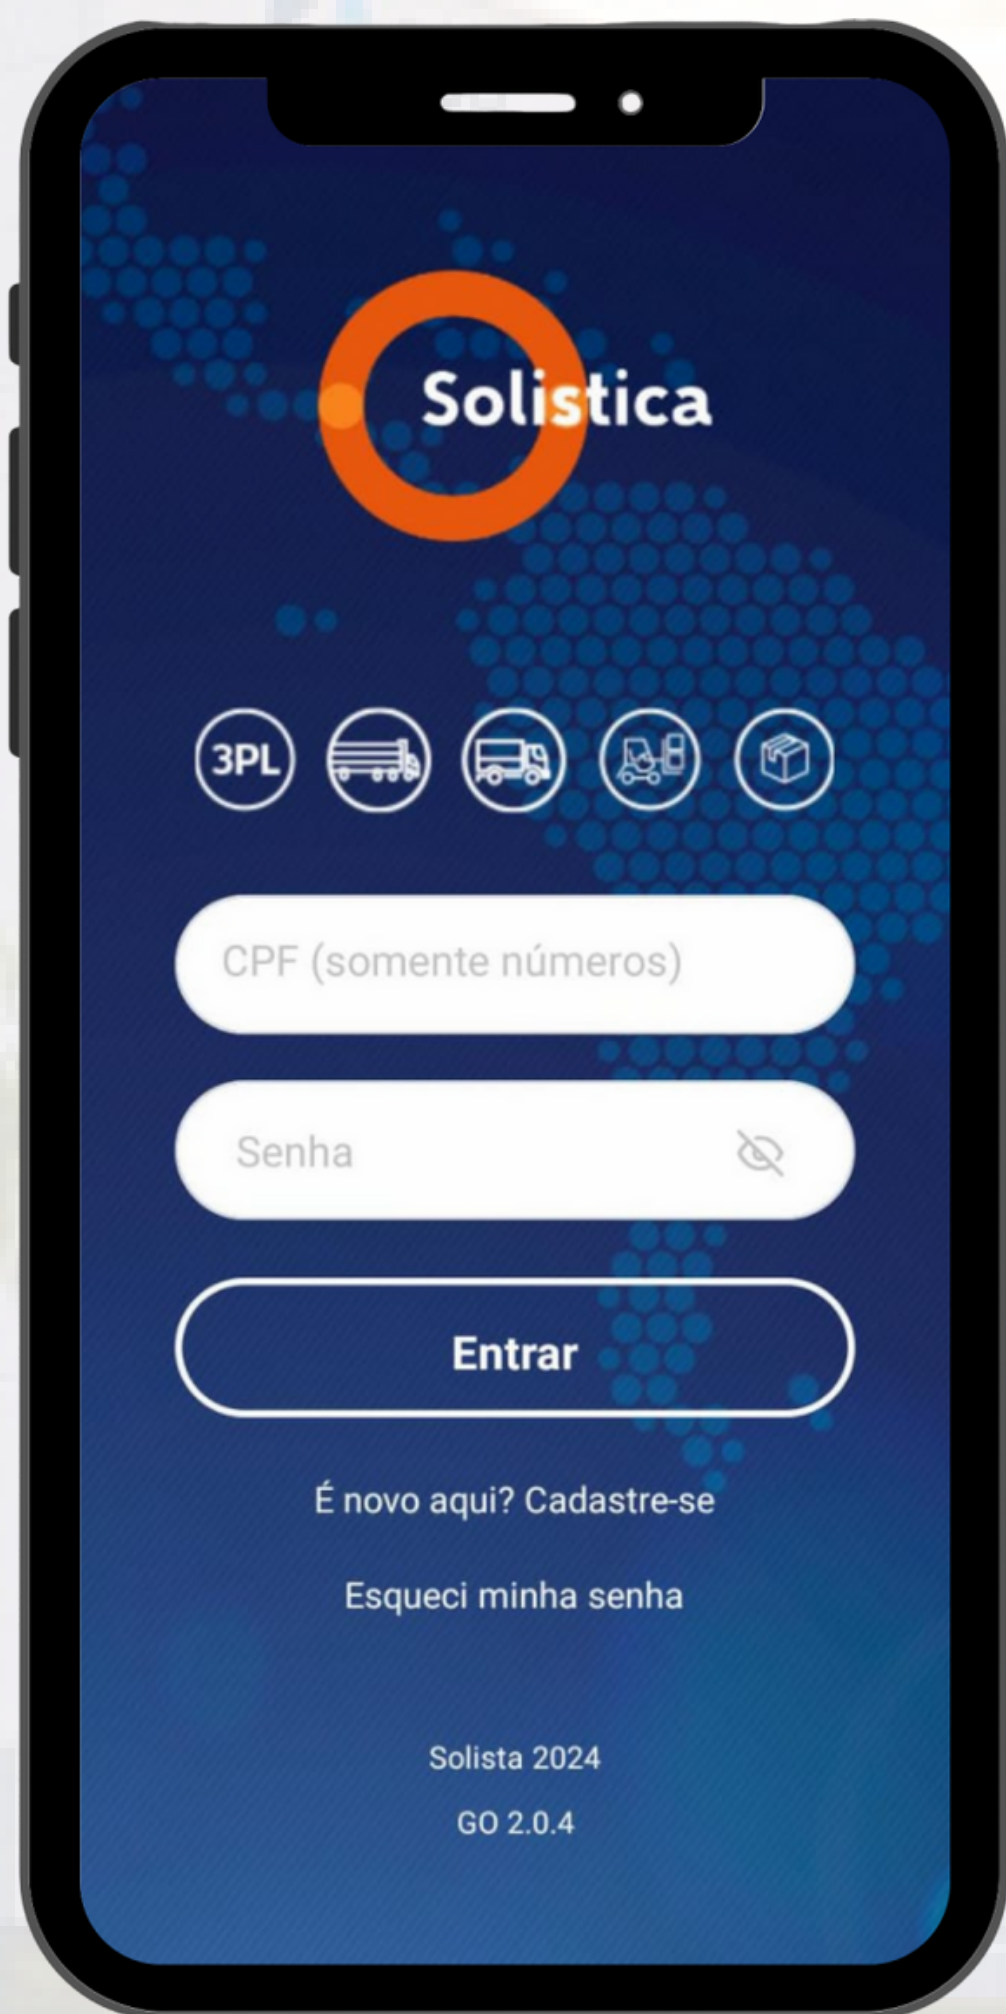 Solistica
3PL
CPF (somente números)
Senha
Entrar
É novo aqui? Cadastre-se
Esqueci minha senha
Solista 2024
GO 2.0.4